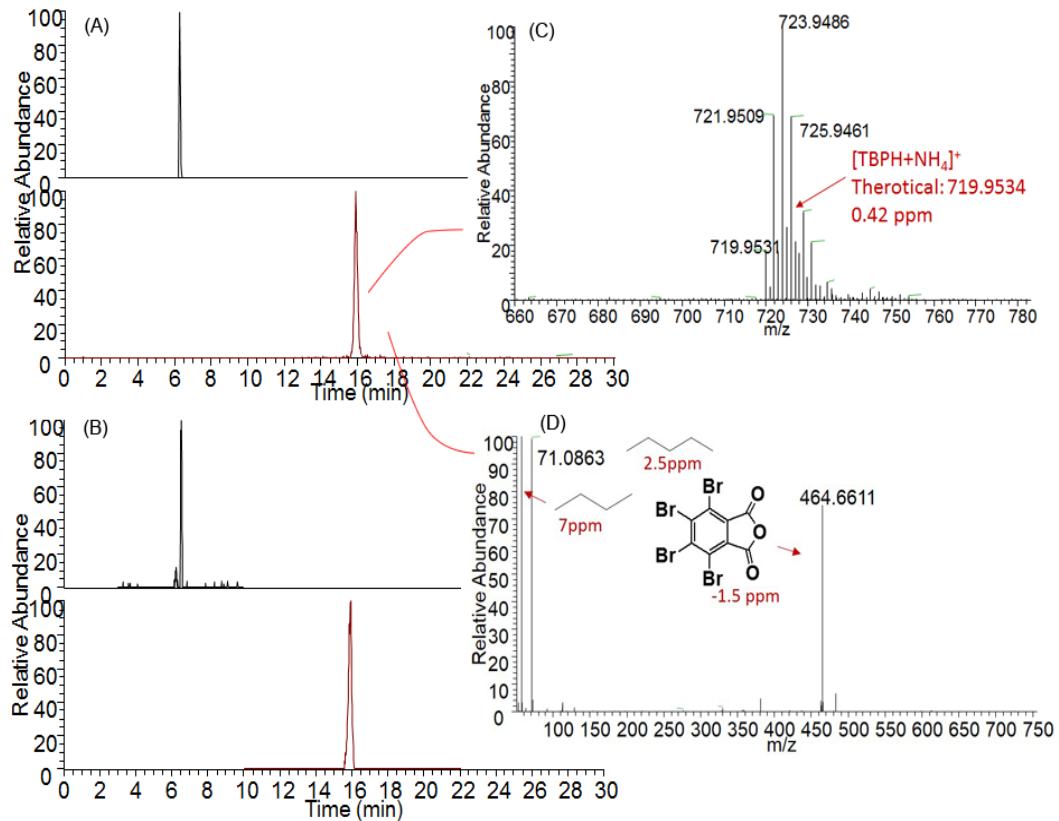 (A)
100
80
60
40
20
0
Relative Abundance
100
80
60
40
20
0
0 2 4 6 8 10 12 14 16 18 20 22 24 26 28 30
Time (min)
(C)
100
80
60
40
20
0
Relative Abundance
723.9486
721.9509
725.9461
719.9531
[TBPH+NH₄]⁺
Therotical: 719.9534
0.42 ppm
660 670 680 690 700 710 720 730 740 750 760 770 780
m/z
(B)
100
80
60
40
20
0
Relative Abundance
100
80
60
40
20
0
0 2 4 6 8 10 12 14 16 18 20 22 24 26 28 30
Time (min)
(D)
100
90
80
70
60
50
40
30
20
10
0
Relative Abundance
71.0863
2.5ppm
7ppm
Br
Br
Br
Br
O
O
O
-1.5 ppm
464.6611
100 150 200 250 300 350 400 450 500 550 600 650 700 750
m/z